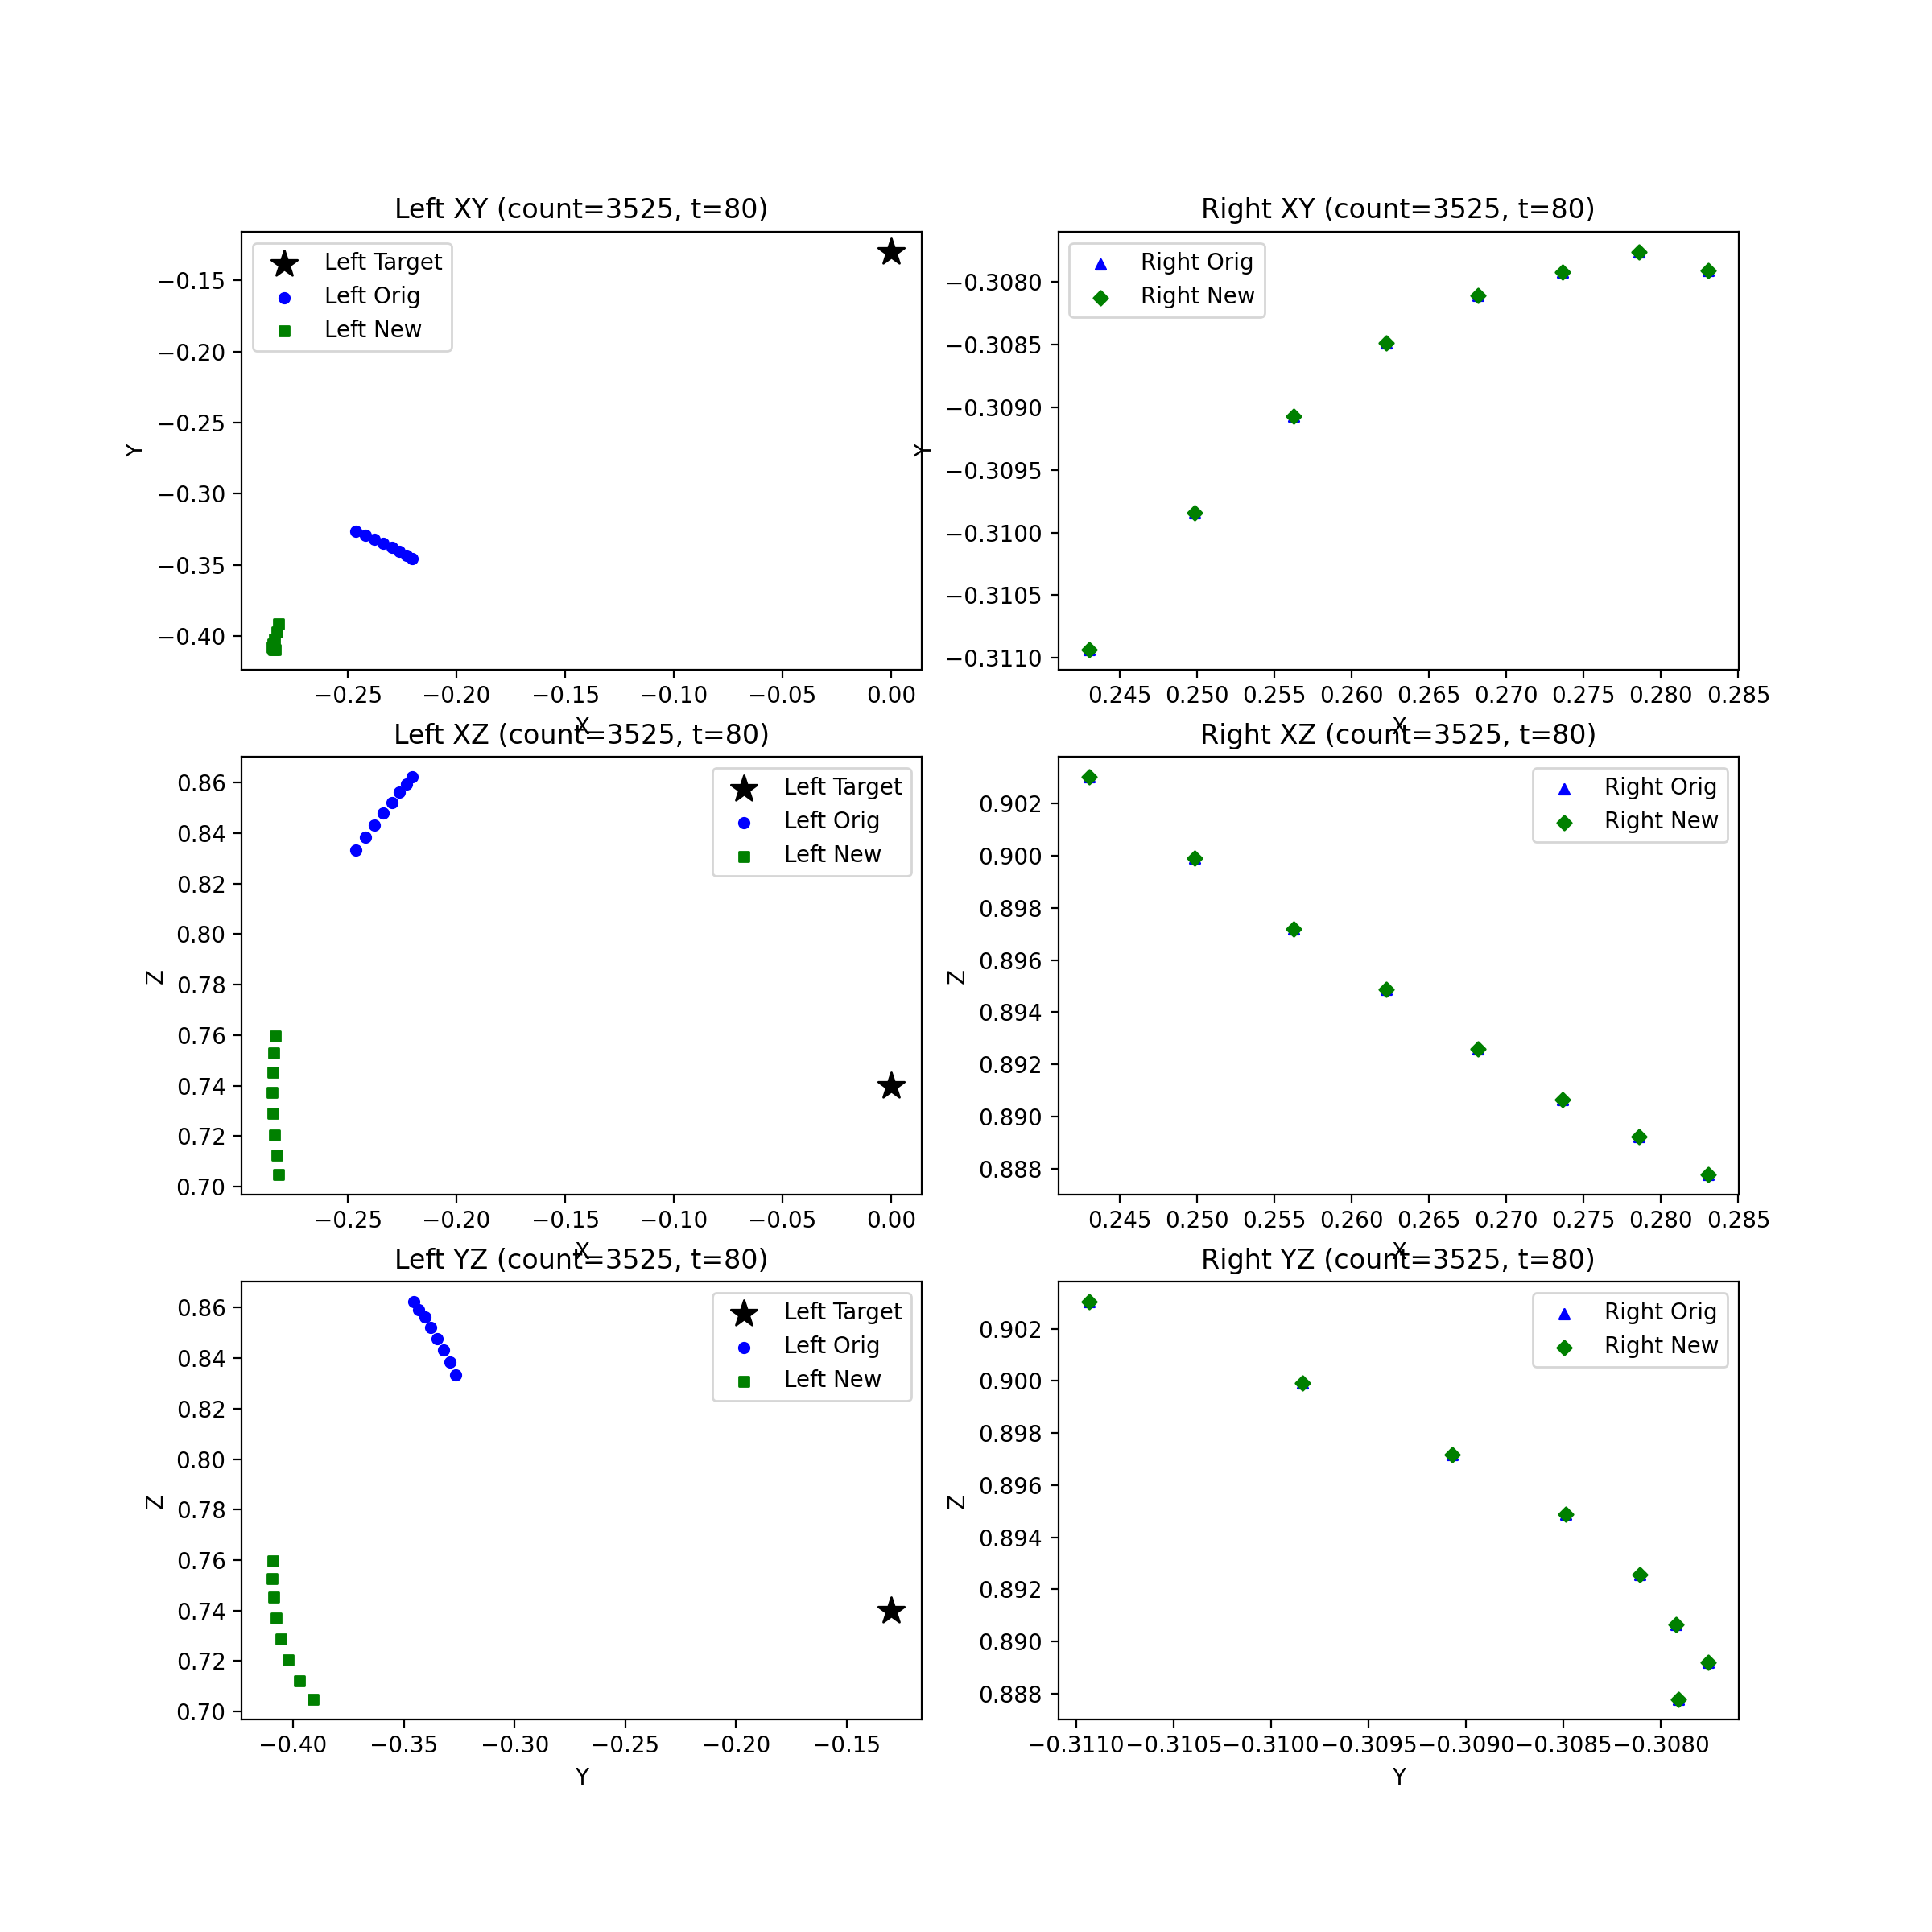 Left XY (count=3525, t=80)
Left Target
Left Orig
Left New
−0.15
−0.20
−0.25
−0.30
−0.35
−0.40
Y
−0.25 −0.20 −0.15 −0.10 −0.05 0.00
X
Right XY (count=3525, t=80)
Right Orig
Right New
−0.3080
−0.3085
−0.3090
−0.3095
−0.3100
−0.3105
−0.3110
Y
0.245 0.250 0.255 0.260 0.265 0.270 0.275 0.280 0.285
X
Left XZ (count=3525, t=80)
Left Target
Left Orig
Left New
0.86
0.84
0.82
0.80
0.78
0.76
0.74
0.72
0.70
Z
−0.25 −0.20 −0.15 −0.10 −0.05 0.00
X
Right XZ (count=3525, t=80)
Right Orig
Right New
0.902
0.900
0.898
0.896
0.894
0.892
0.890
0.888
Z
0.245 0.250 0.255 0.260 0.265 0.270 0.275 0.280 0.285
X
Left YZ (count=3525, t=80)
Left Target
Left Orig
Left New
0.86
0.84
0.82
0.80
0.78
0.76
0.74
0.72
0.70
Z
−0.40 −0.35 −0.30 −0.25 −0.20 −0.15
Y
Right YZ (count=3525, t=80)
Right Orig
Right New
0.902
0.900
0.898
0.896
0.894
0.892
0.890
0.888
Z
−0.3110 −0.3105 −0.3100 −0.3095 −0.3090 −0.3085 −0.3080
Y